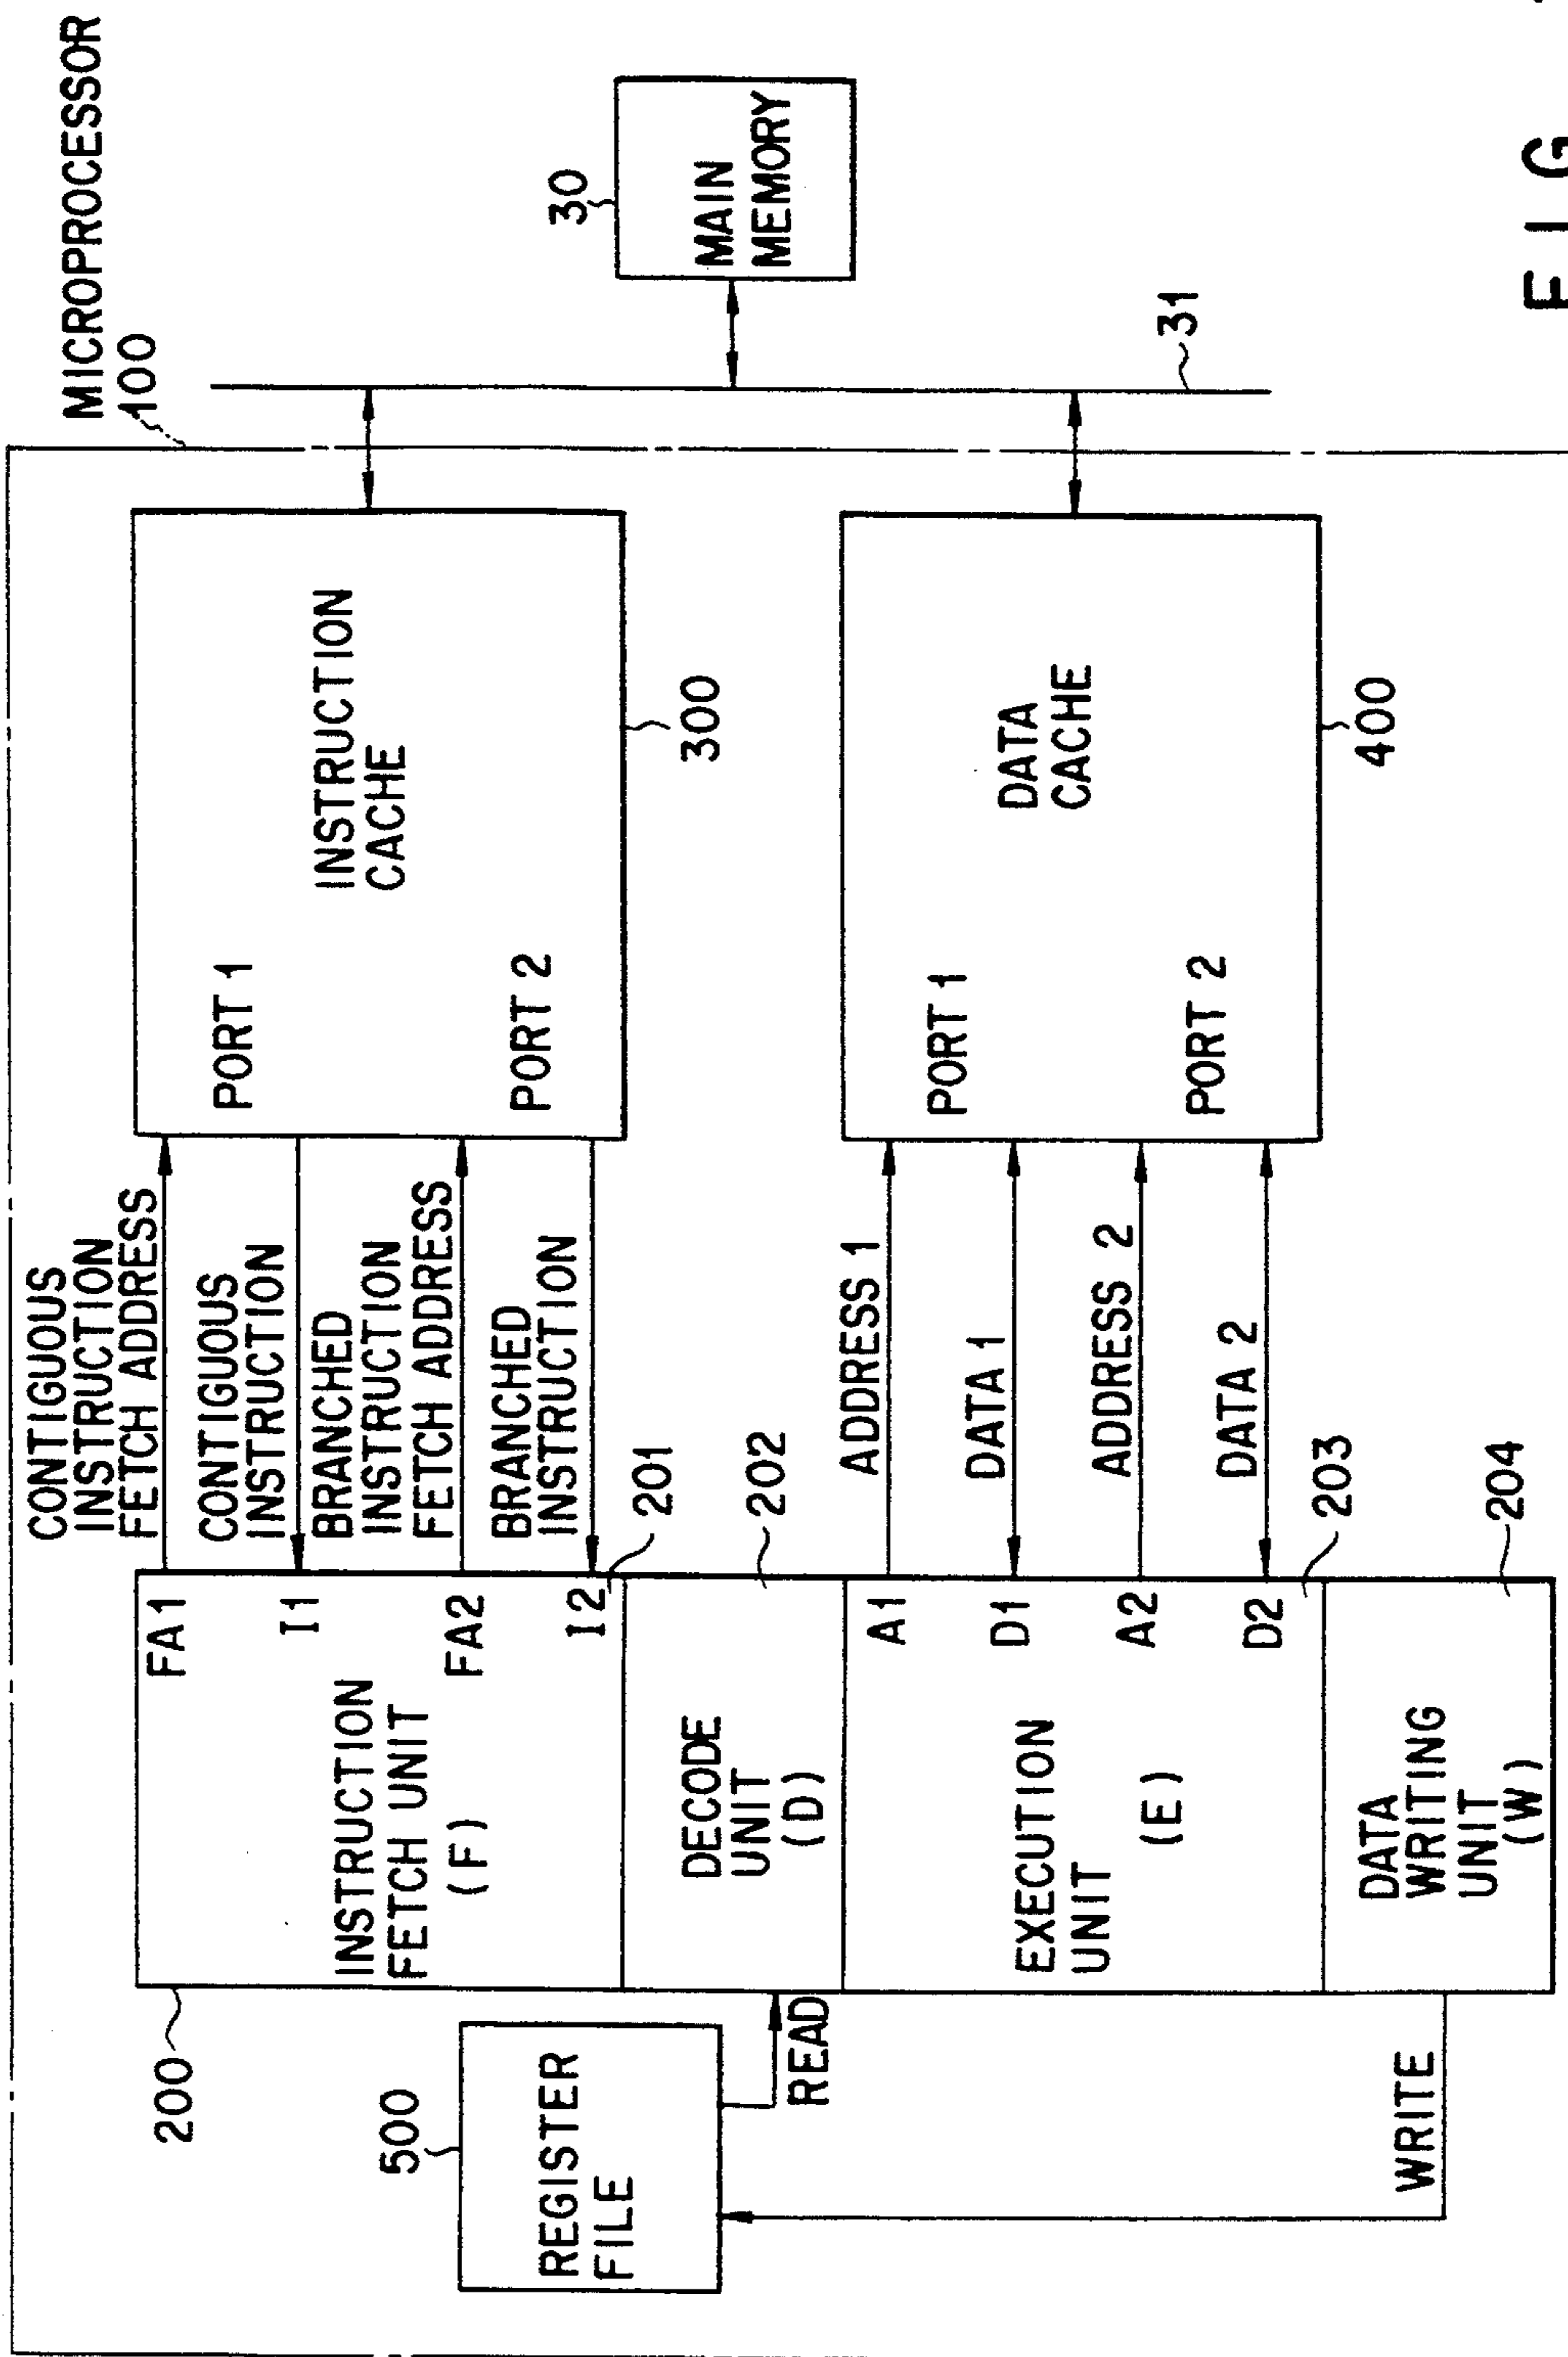 MICROPROCESSOR
100
CONTIGUOUS
INSTRUCTION
FETCH ADDRESS
CONTIGUOUS
INSTRUCTION
BRANCHED
INSTRUCTION
FETCH ADDRESS
BRANCHED
INSTRUCTION
200
FA1
I1
FA2
I2
INSTRUCTION
FETCH UNIT
(F)
201
PORT 1
PORT 2
INSTRUCTION
CACHE
300
500
REGISTER
FILE
READ
DECODE
UNIT
(D)
202
30
MAIN
MEMORY
31
ADDRESS 1
DATA 1
ADDRESS 2
DATA 2
A1
D1
A2
D2
EXECUTION
UNIT
(E)
203
PORT 1
PORT 2
DATA
CACHE
400
WRITE
DATA
WRITING
UNIT
(W)
204
F I G